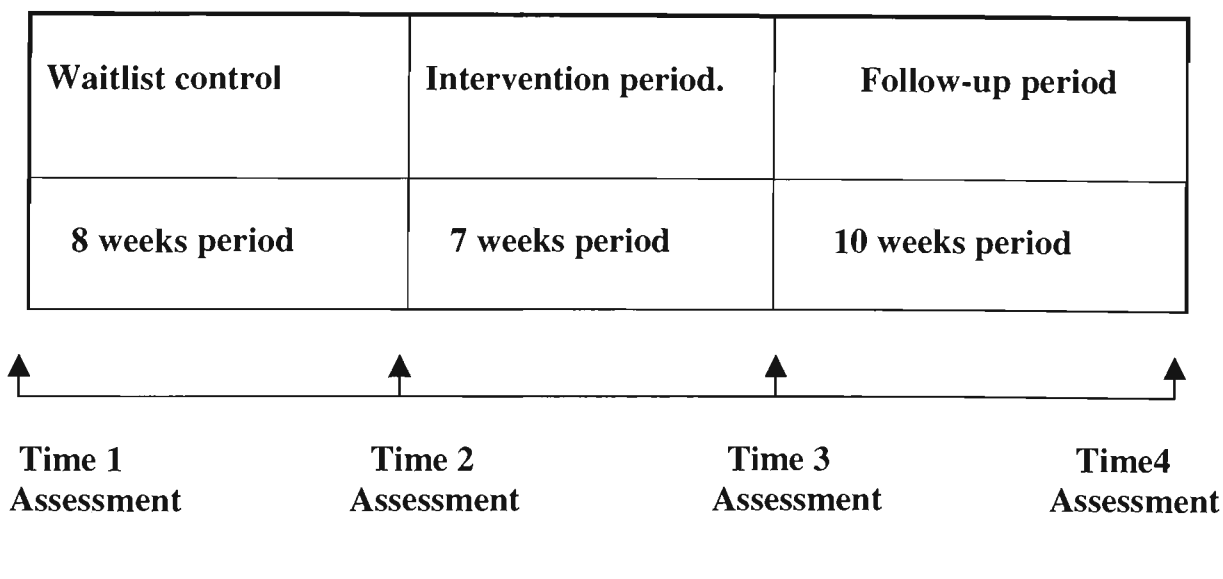 Waitlist control
Intervention period.
Follow-up period
8 weeks period
7 weeks period
10 weeks period
Time 1
Assessment
Time 2
Assessment
Time 3
Assessment
Time4
Assessment